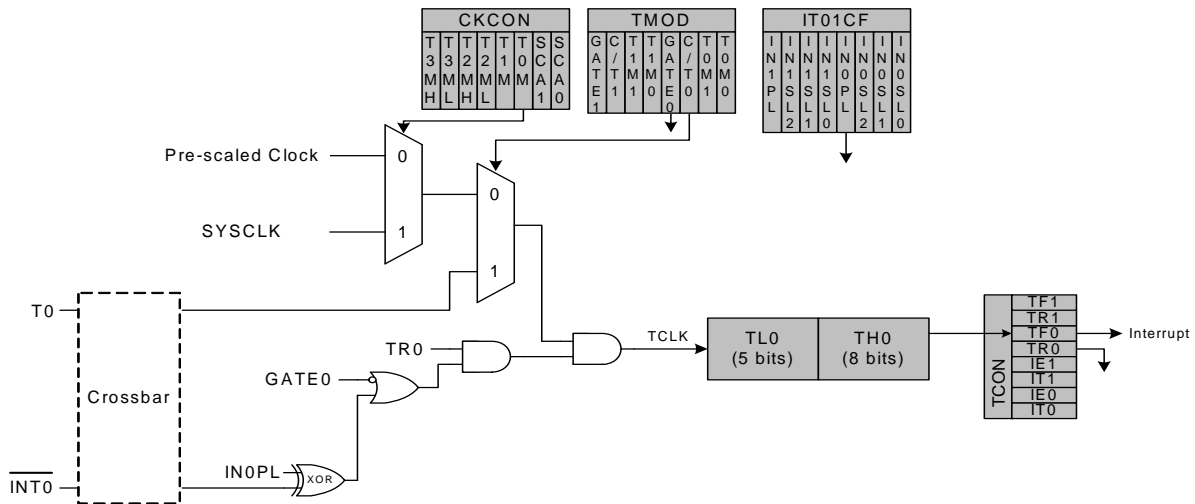 CKCON
T3MH T3ML T2MH T2ML T1M T0M SCA1 SCA0
TMOD
GATE1 C/T1 T1M1 T1M0 GATE0 C/T0 T0M1 T0M0
IT01CF
IN1PL IN1SL2 IN1SL1 IN1SL0 IN0PL IN0SL2 IN0SL1 IN0SL0
Pre-scaled Clock
0
SYSCLK
1
0
1
T0
Crossbar
INT0
TR0
GATE0
IN0PL
XOR
TCLK
TL0
(5 bits)
TH0
(8 bits)
TCON
TF1
TR1
TF0
TR0
IE1
IT1
IE0
IT0
Interrupt